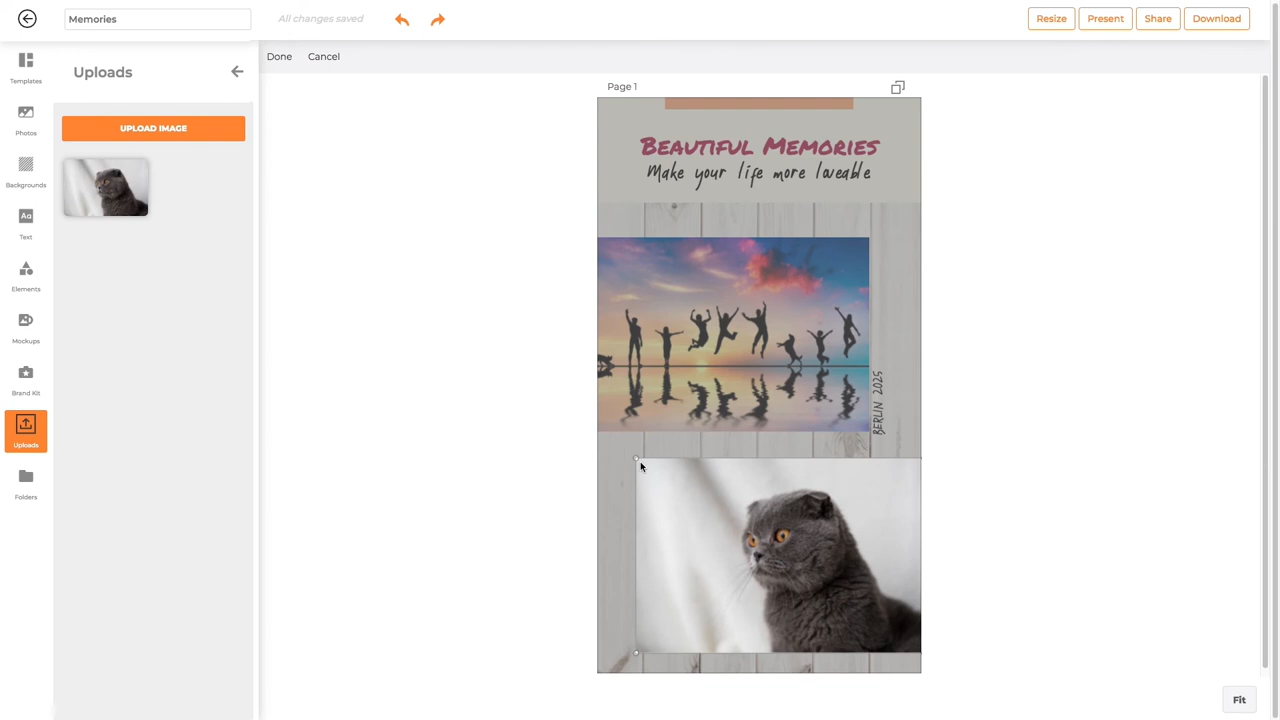 Memories
All changes saved
Resize
Present
Share
Download
Templates
Photos
Backgrounds
Aa
Text
Elements
Mockups
Brand Kit
Uploads
Folders
Uploads
UPLOAD IMAGE
Done
Cancel
Page 1
Beautiful Memories
Make your life more loveable
BERLIN 2025
Fit